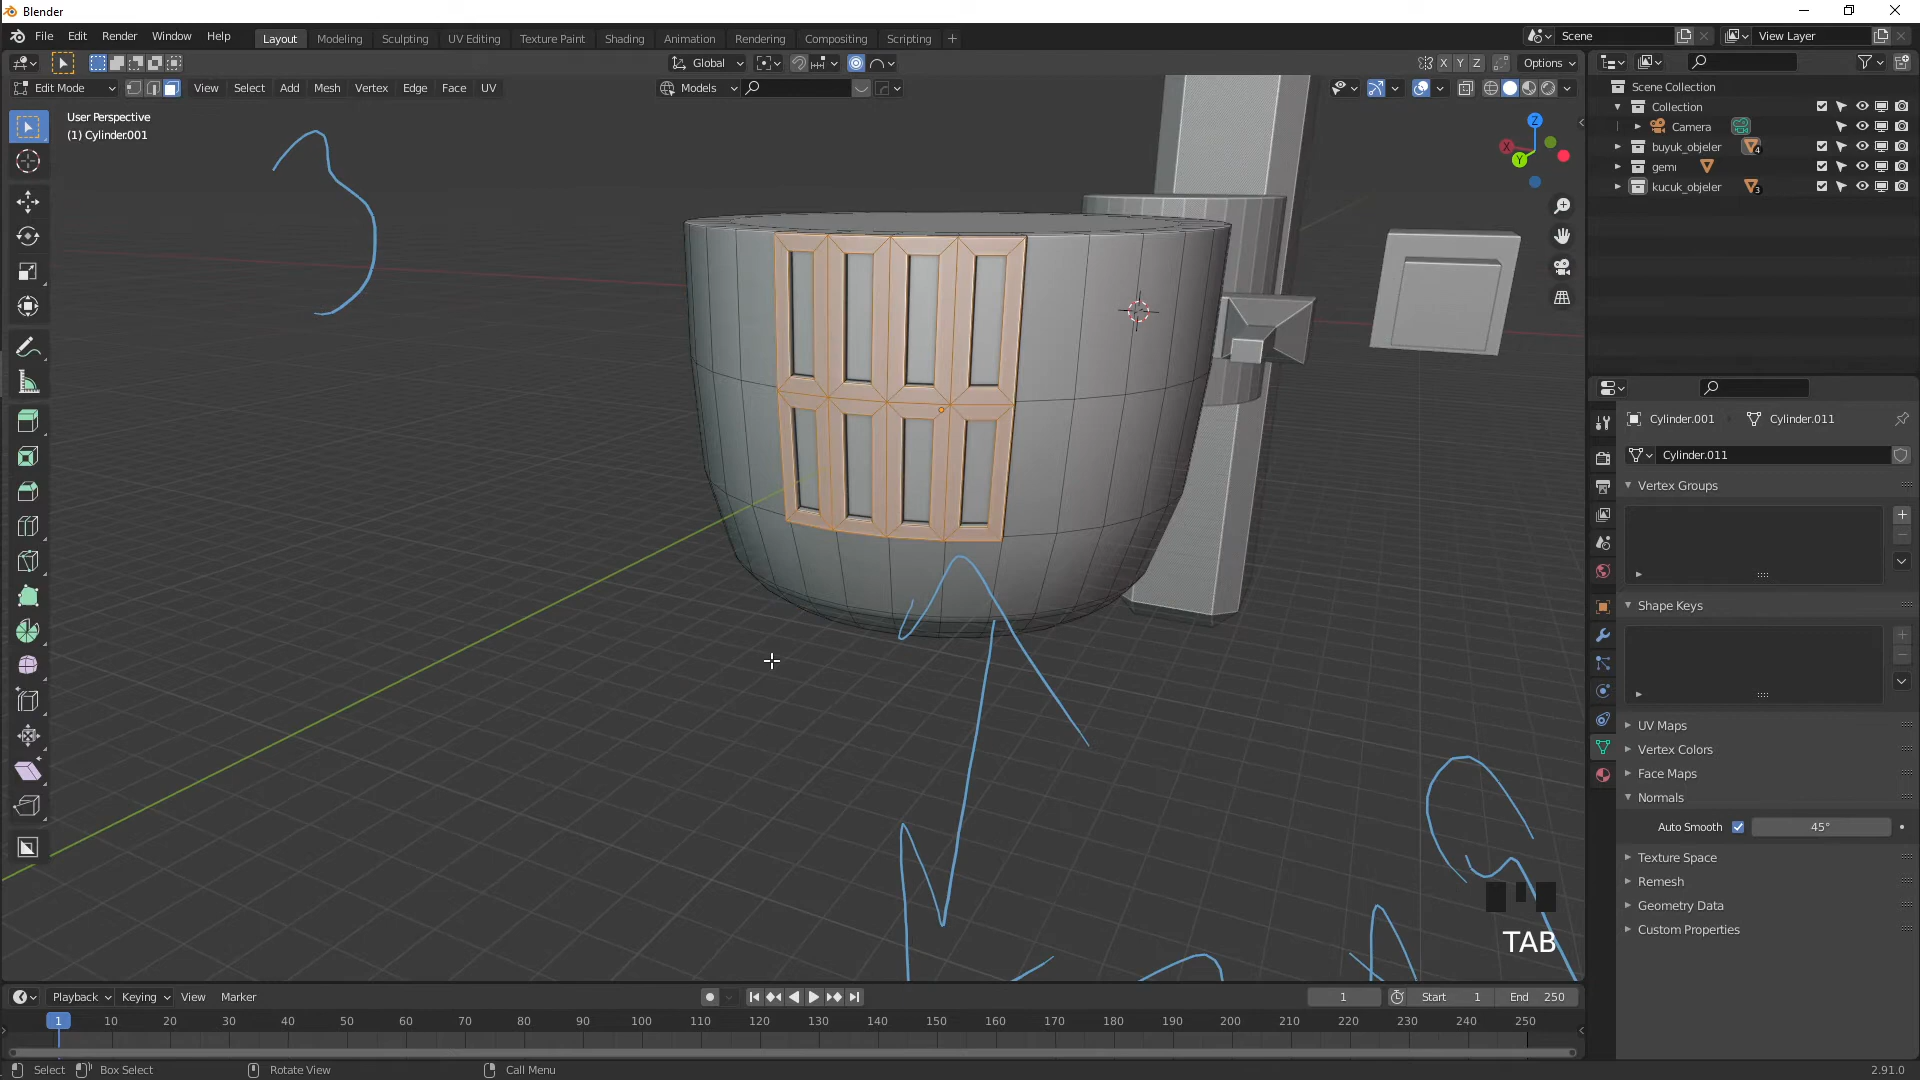 Blender
File Edit Render Window Help Layout Modeling Sculpting UV Editing Texture Paint Shading Animation Rendering Compositing Scripting + Scene View Layer
Global X Y Z Options
Edit Mode View Select Add Mesh Vertex Edge Face UV Models
User Perspective
(1) Cylinder.001
Z
X
Y
Scene Collection
Collection
Camera
buyuk_objeler 4
gemi
kucuk_objeler 3
Cylinder.001 Cylinder.011
Cylinder.011
Vertex Groups
Shape Keys
UV Maps
Vertex Colors
Face Maps
Normals
Auto Smooth 45°
Texture Space
Remesh
Geometry Data
Custom Properties
TAB
Playback Keying View Marker 1 Start 1 End 250
1 10 20 30 40 50 60 70 80 90 100 110 120 130 140 150 160 170 180 190 200 210 220 230 240 250
Select Box Select Rotate View Call Menu 2.91.0